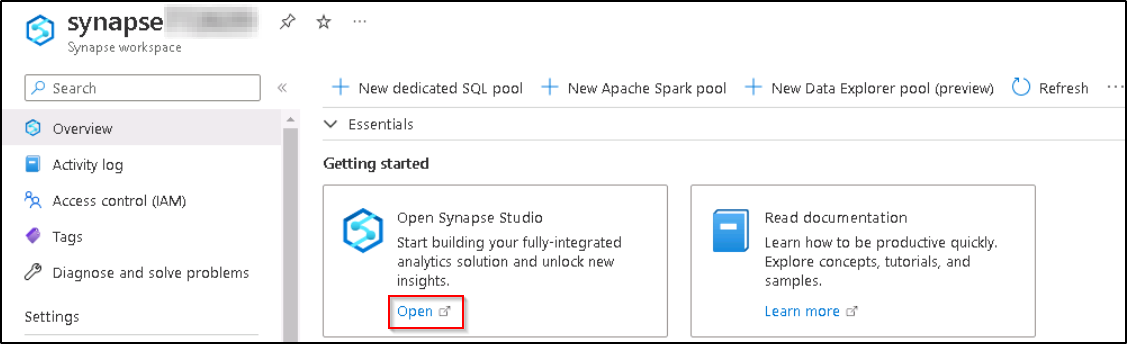 synapse
Synapse workspace
Search
New dedicated SQL pool
New Apache Spark pool
New Data Explorer pool (preview)
Refresh
Overview
Activity log
Access control (IAM)
Tags
Diagnose and solve problems
Settings
Essentials
Getting started
Open Synapse Studio
Start building your fully-integrated
analytics solution and unlock new
insights.
Open
Read documentation
Learn how to be productive quickly.
Explore concepts, tutorials, and
samples.
Learn more